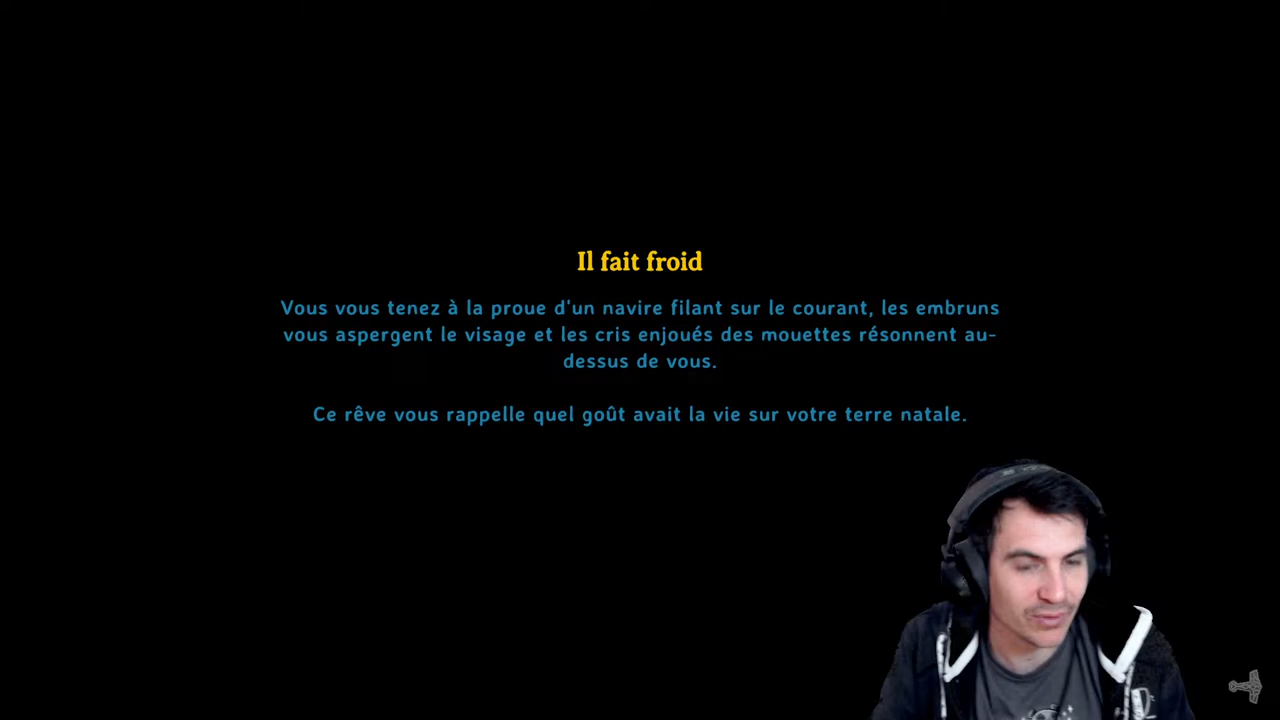 Il fait froid
Vous vous tenez à la proue d'un navire filant sur le courant, les embruns
vous aspergent le visage et les cris enjoués des mouettes résonnent au-
dessus de vous.
Ce rêve vous rappelle quel goût avait la vie sur votre terre natale.